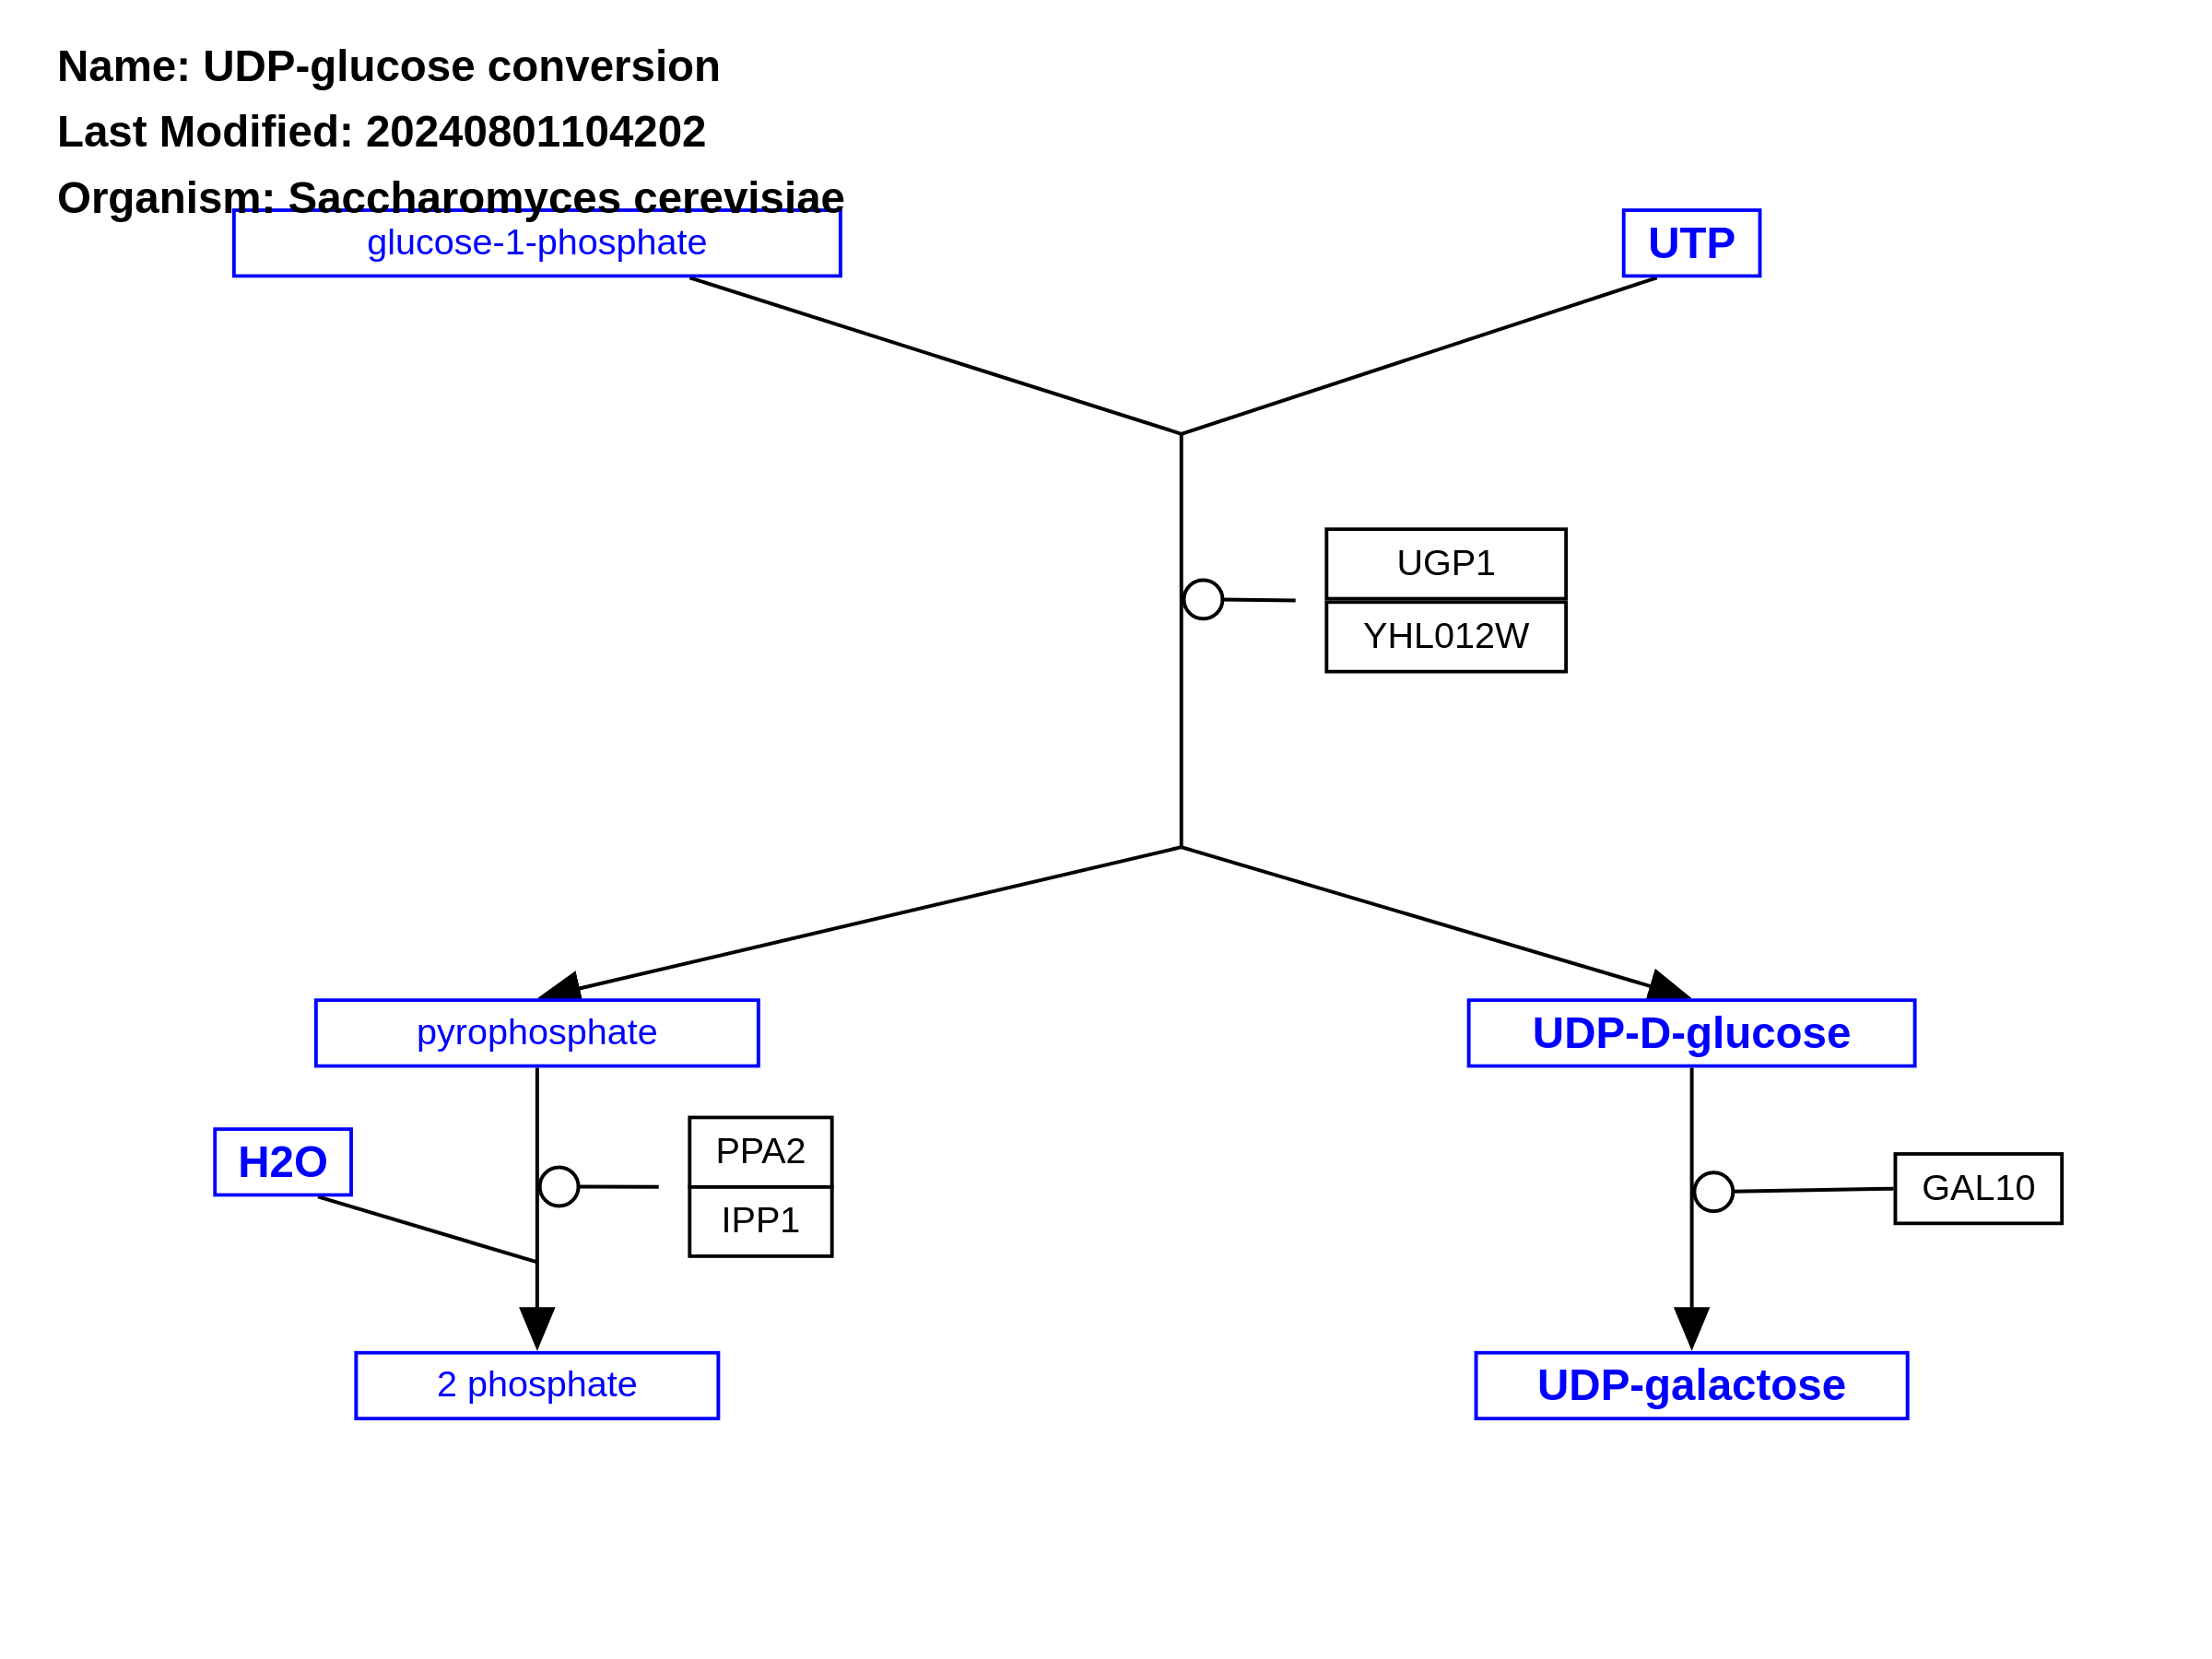 Name: UDP-glucose conversion
Last Modified: 20240801104202
Organism: Saccharomyces cerevisiae
glucose-1-phosphate
UTP
UGP1
YHL012W
pyrophosphate
UDP-D-glucose
H2O
PPA2
IPP1
GAL10
2 phosphate
UDP-galactose